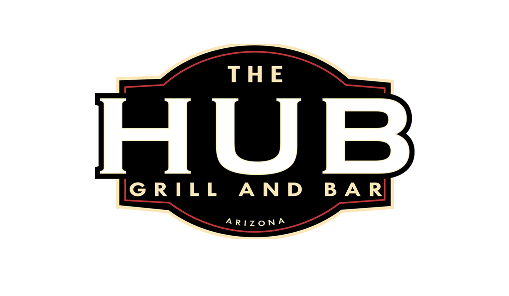 THE
HUB
GRILL AND BAR
ARIZONA